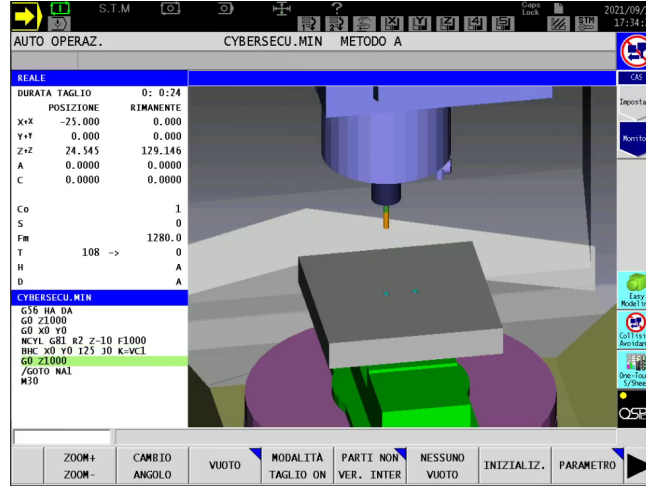 S.T.M
?
Caps
Lock
2021/09/
17:34:
STM
AUTO OPERAZ.
CYBERSECU.MIN METODO A
REALE
DURATA TAGLIO 0: 0:24
POSIZIONE RIMANENTE
X+X -25.000 0.000
Y+Y 0.000 0.000
Z+Z 24.545 129.146
A 0.0000 0.0000
C 0.0000 0.0000
Co 1
S 0
Fm 1280.0
T 108 -> 0
H A
D A
CYBERSECU.MIN
G56 HA DA
G0 Z1000
G0 X0 Y0
NCYL G81 R2 Z-10 F1000
BHC X0 Y0 I25 J0 K=VC1
G0 Z1000
/GOTO NA1
M30
CAS
Imposta
Monito
Easy
Modelin
Collisi
Avoidan
One-Tou
S/Shee
OSP
ZOOM+
ZOOM-
CAMBIO
ANGOLO
VUOTO
MODALITÀ
TAGLIO ON
PARTI NON
VER. INTER
NESSUNO
VUOTO
INIZIALIZ.
PARAMETRO